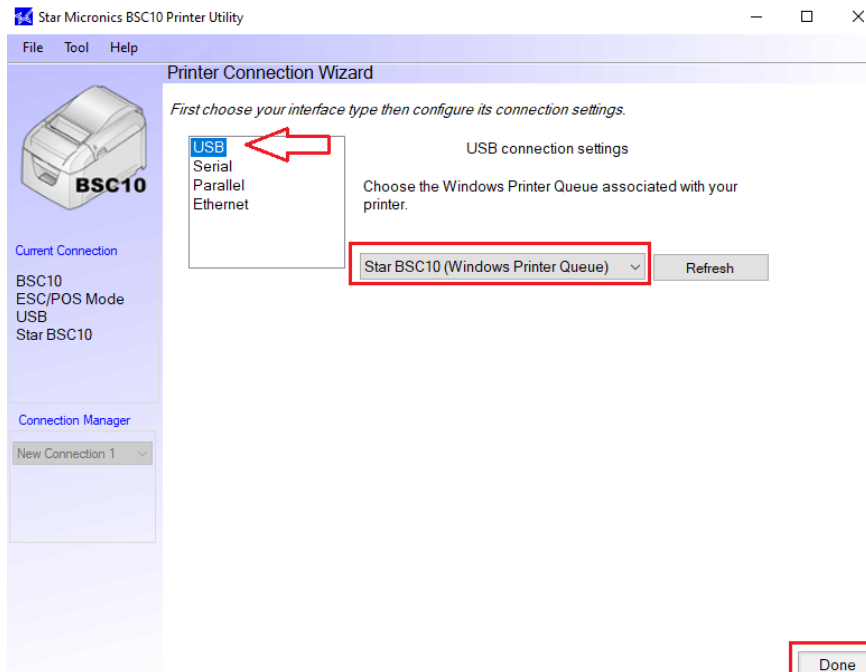 Star Micronics BSC10 Printer Utility
File Tool Help
Printer Connection Wizard
First choose your interface type then configure its connection settings.
USB
Serial
Parallel
Ethernet
USB connection settings
Choose the Windows Printer Queue associated with your
printer.
Star BSC10 (Windows Printer Queue)
Refresh
BSC10
Current Connection
BSC10
ESC/POS Mode
USB
Star BSC10
Connection Manager
New Connection 1
Done